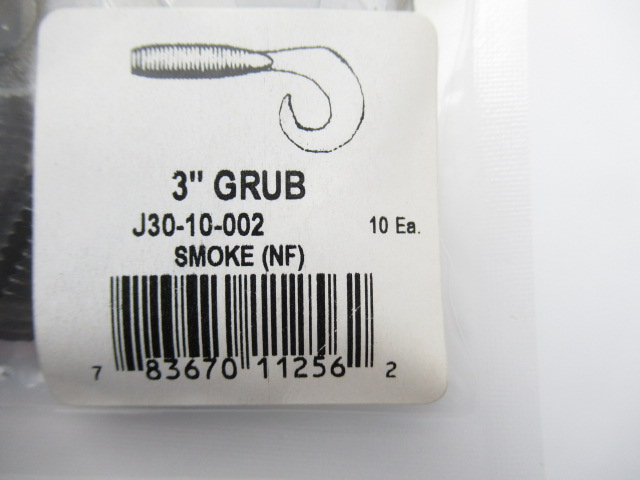 3" GRUB
J30-10-002 10 Ea.
SMOKE (NF)
7 83670 11256 2